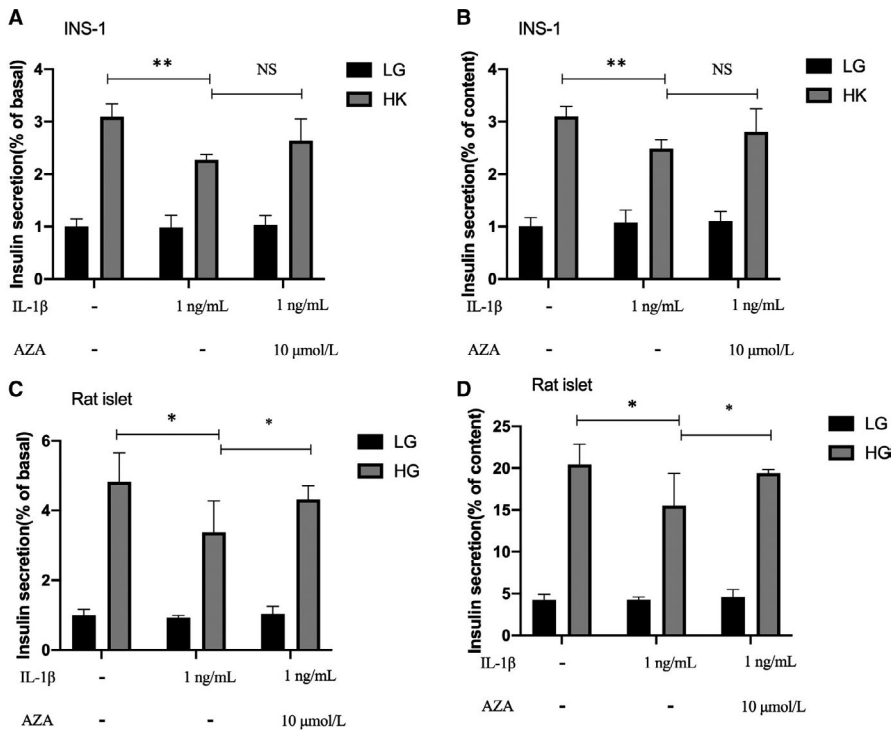 A
INS-1
Insulin secretion(% of basal)
4
3
2
1
0
**
NS
LG
HK
IL-1β - 1 ng/mL 1 ng/mL
AZA - - 10 μmol/L
B
INS-1
Insulin secretion(% of content)
4
3
2
1
0
**
NS
LG
HK
IL-1β - 1 ng/mL 1 ng/mL
AZA - - 10 μmol/L
C
Rat islet
Insulin secretion(% of basal)
6
4
2
0
*
*
LG
HG
IL-1β - 1 ng/mL 1 ng/mL
AZA - - 10 μmol/L
D
Rat islet
Insulin secretion(% of content)
25
20
15
10
5
0
*
*
LG
HG
IL-1β - 1 ng/mL 1 ng/mL
AZA - - 10 μmol/L